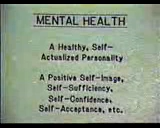 MENTAL HEALTH
A Healthy, Self-
Actualized Personality
A Positive Self-Image,
Self-Sufficiency,
Self-Confidence,
Self-Acceptance, etc.